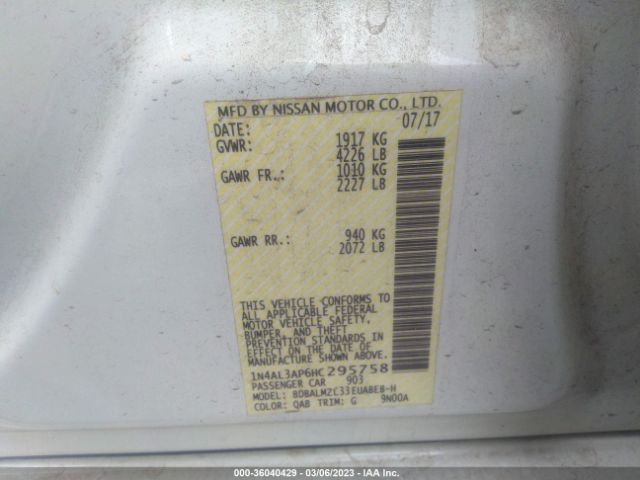 MFD BY NISSAN MOTOR CO., LTD.
DATE: 07/17
GVWR: 1917 KG
4226 LB
GAWR FR.: 1010 KG
2227 LB
GAWR RR.: 940 KG
2072 LB
THIS VEHICLE CONFORMS TO
ALL APPLICABLE FEDERAL
MOTOR VEHICLE SAFETY,
BUMPER, AND THEFT
PREVENTION STANDARDS
IN EFFECT ON THE DATE OF
MANUFACTURE SHOWN ABOVE.
1N4AL3AP6HC295758
PASSENGER CAR 903
MODEL: BDBALMZC33EUABEB-H
COLOR: QAB TRIM: G 9N00A
000-36040429 - 03/06/2023 - IAA Inc.